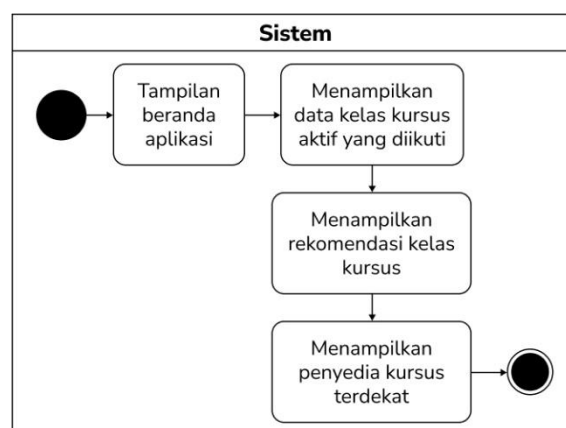 Sistem
Tampilan
beranda
aplikasi
Menampilkan
data kelas kursus
aktif yang diikuti
Menampilkan
rekomendasi kelas
kursus
Menampilkan
penyedia kursus
terdekat